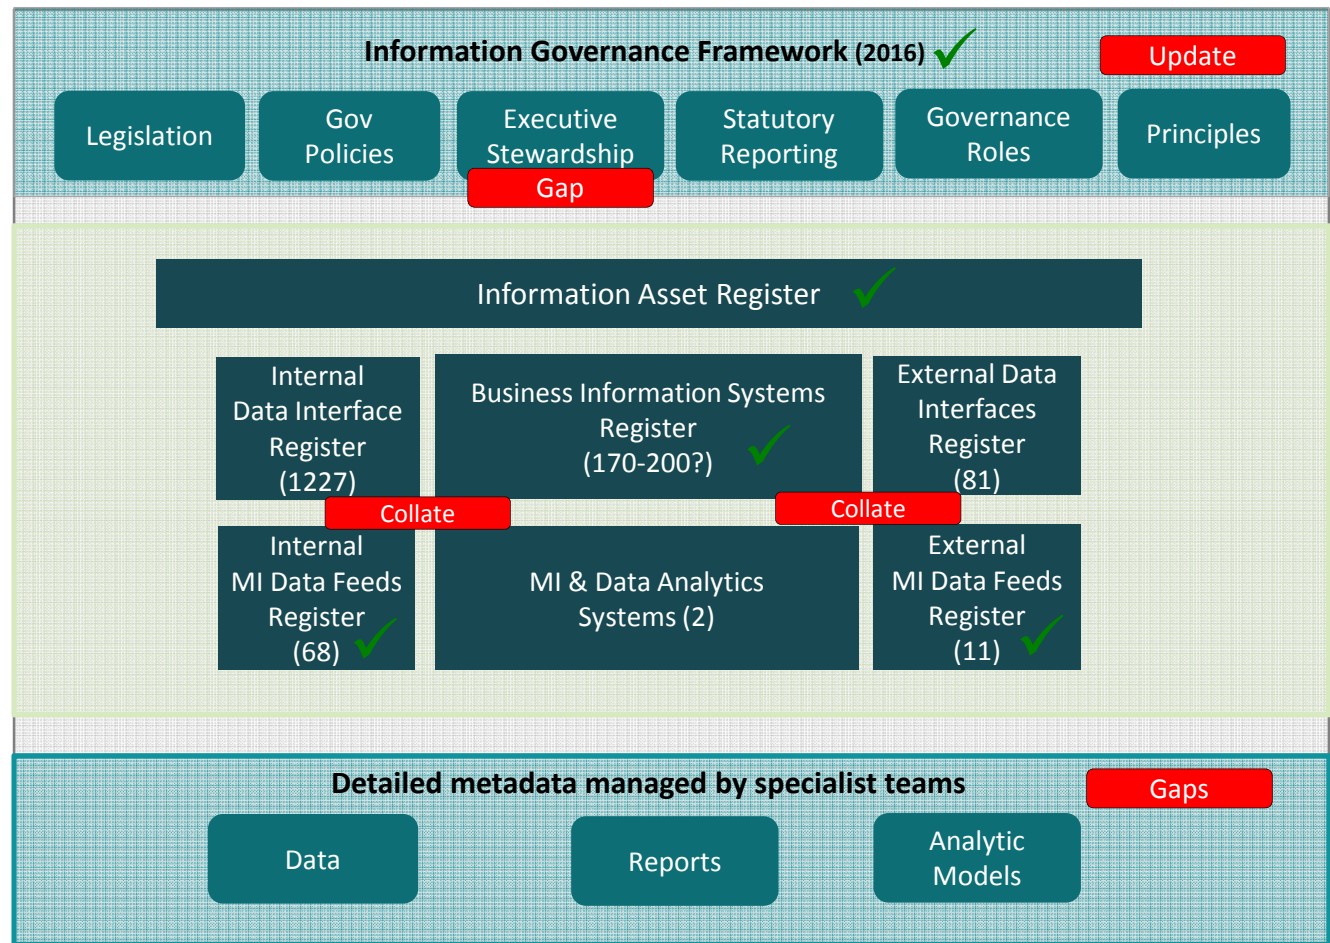 Information Governance Framework (2016)
Update
Legislation
Gov
Policies
Executive
Stewardship
Gap
Statutory
Reporting
Governance
Roles
Principles
Information Asset Register
Internal
Data Interface
Register
(1227)
Business Information Systems
Register
(170-200?)
External Data
Interfaces
Register
(81)
Collate
Collate
Internal
MI Data Feeds
Register
(68)
MI & Data Analytics
Systems (2)
External
MI Data Feeds
Register
(11)
Detailed metadata managed by specialist teams
Gaps
Data
Reports
Analytic
Models